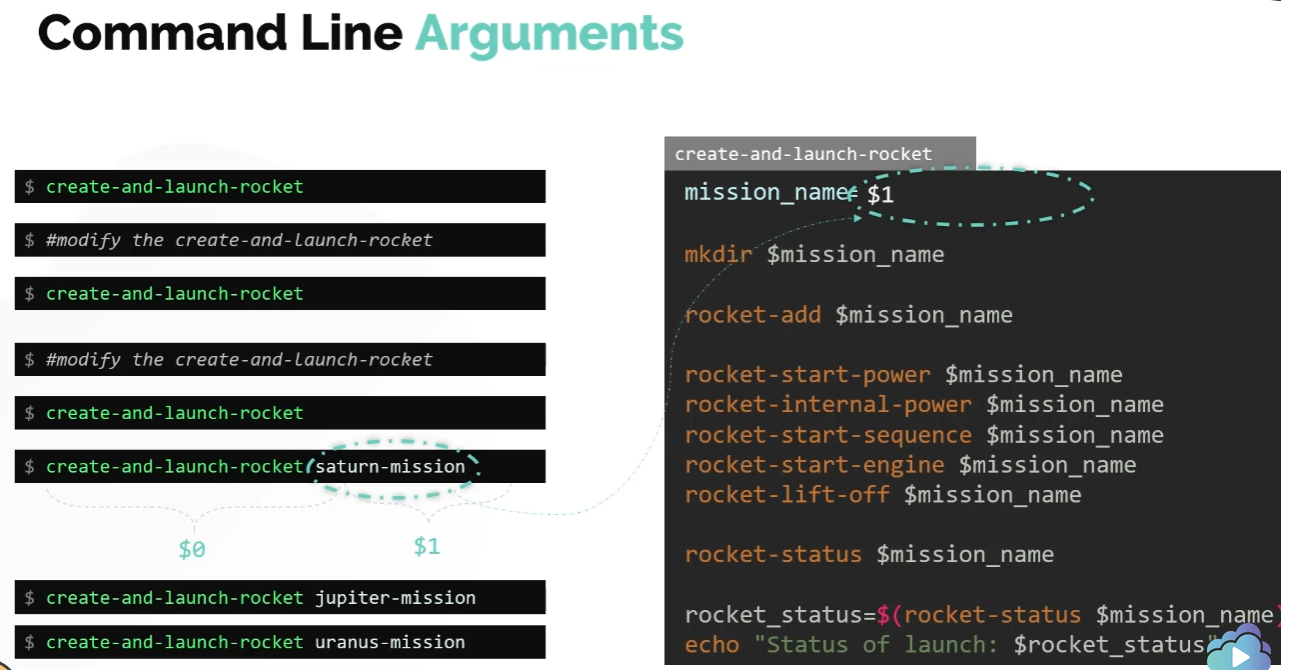 Command Line Arguments
$ create-and-launch-rocket
$ #modify the create-and-launch-rocket
$ create-and-launch-rocket
$ #modify the create-and-launch-rocket
$ create-and-launch-rocket
$ create-and-launch-rocket saturn-mission
$0 $1
$ create-and-launch-rocket jupiter-mission
$ create-and-launch-rocket uranus-mission
create-and-launch-rocket
mission_name= $1
mkdir $mission_name
rocket-add $mission_name
rocket-start-power $mission_name
rocket-internal-power $mission_name
rocket-start-sequence $mission_name
rocket-start-engine $mission_name
rocket-lift-off $mission_name
rocket-status $mission_name
rocket_status=$(rocket-status $mission_name)
echo "Status of launch: $rocket_status"